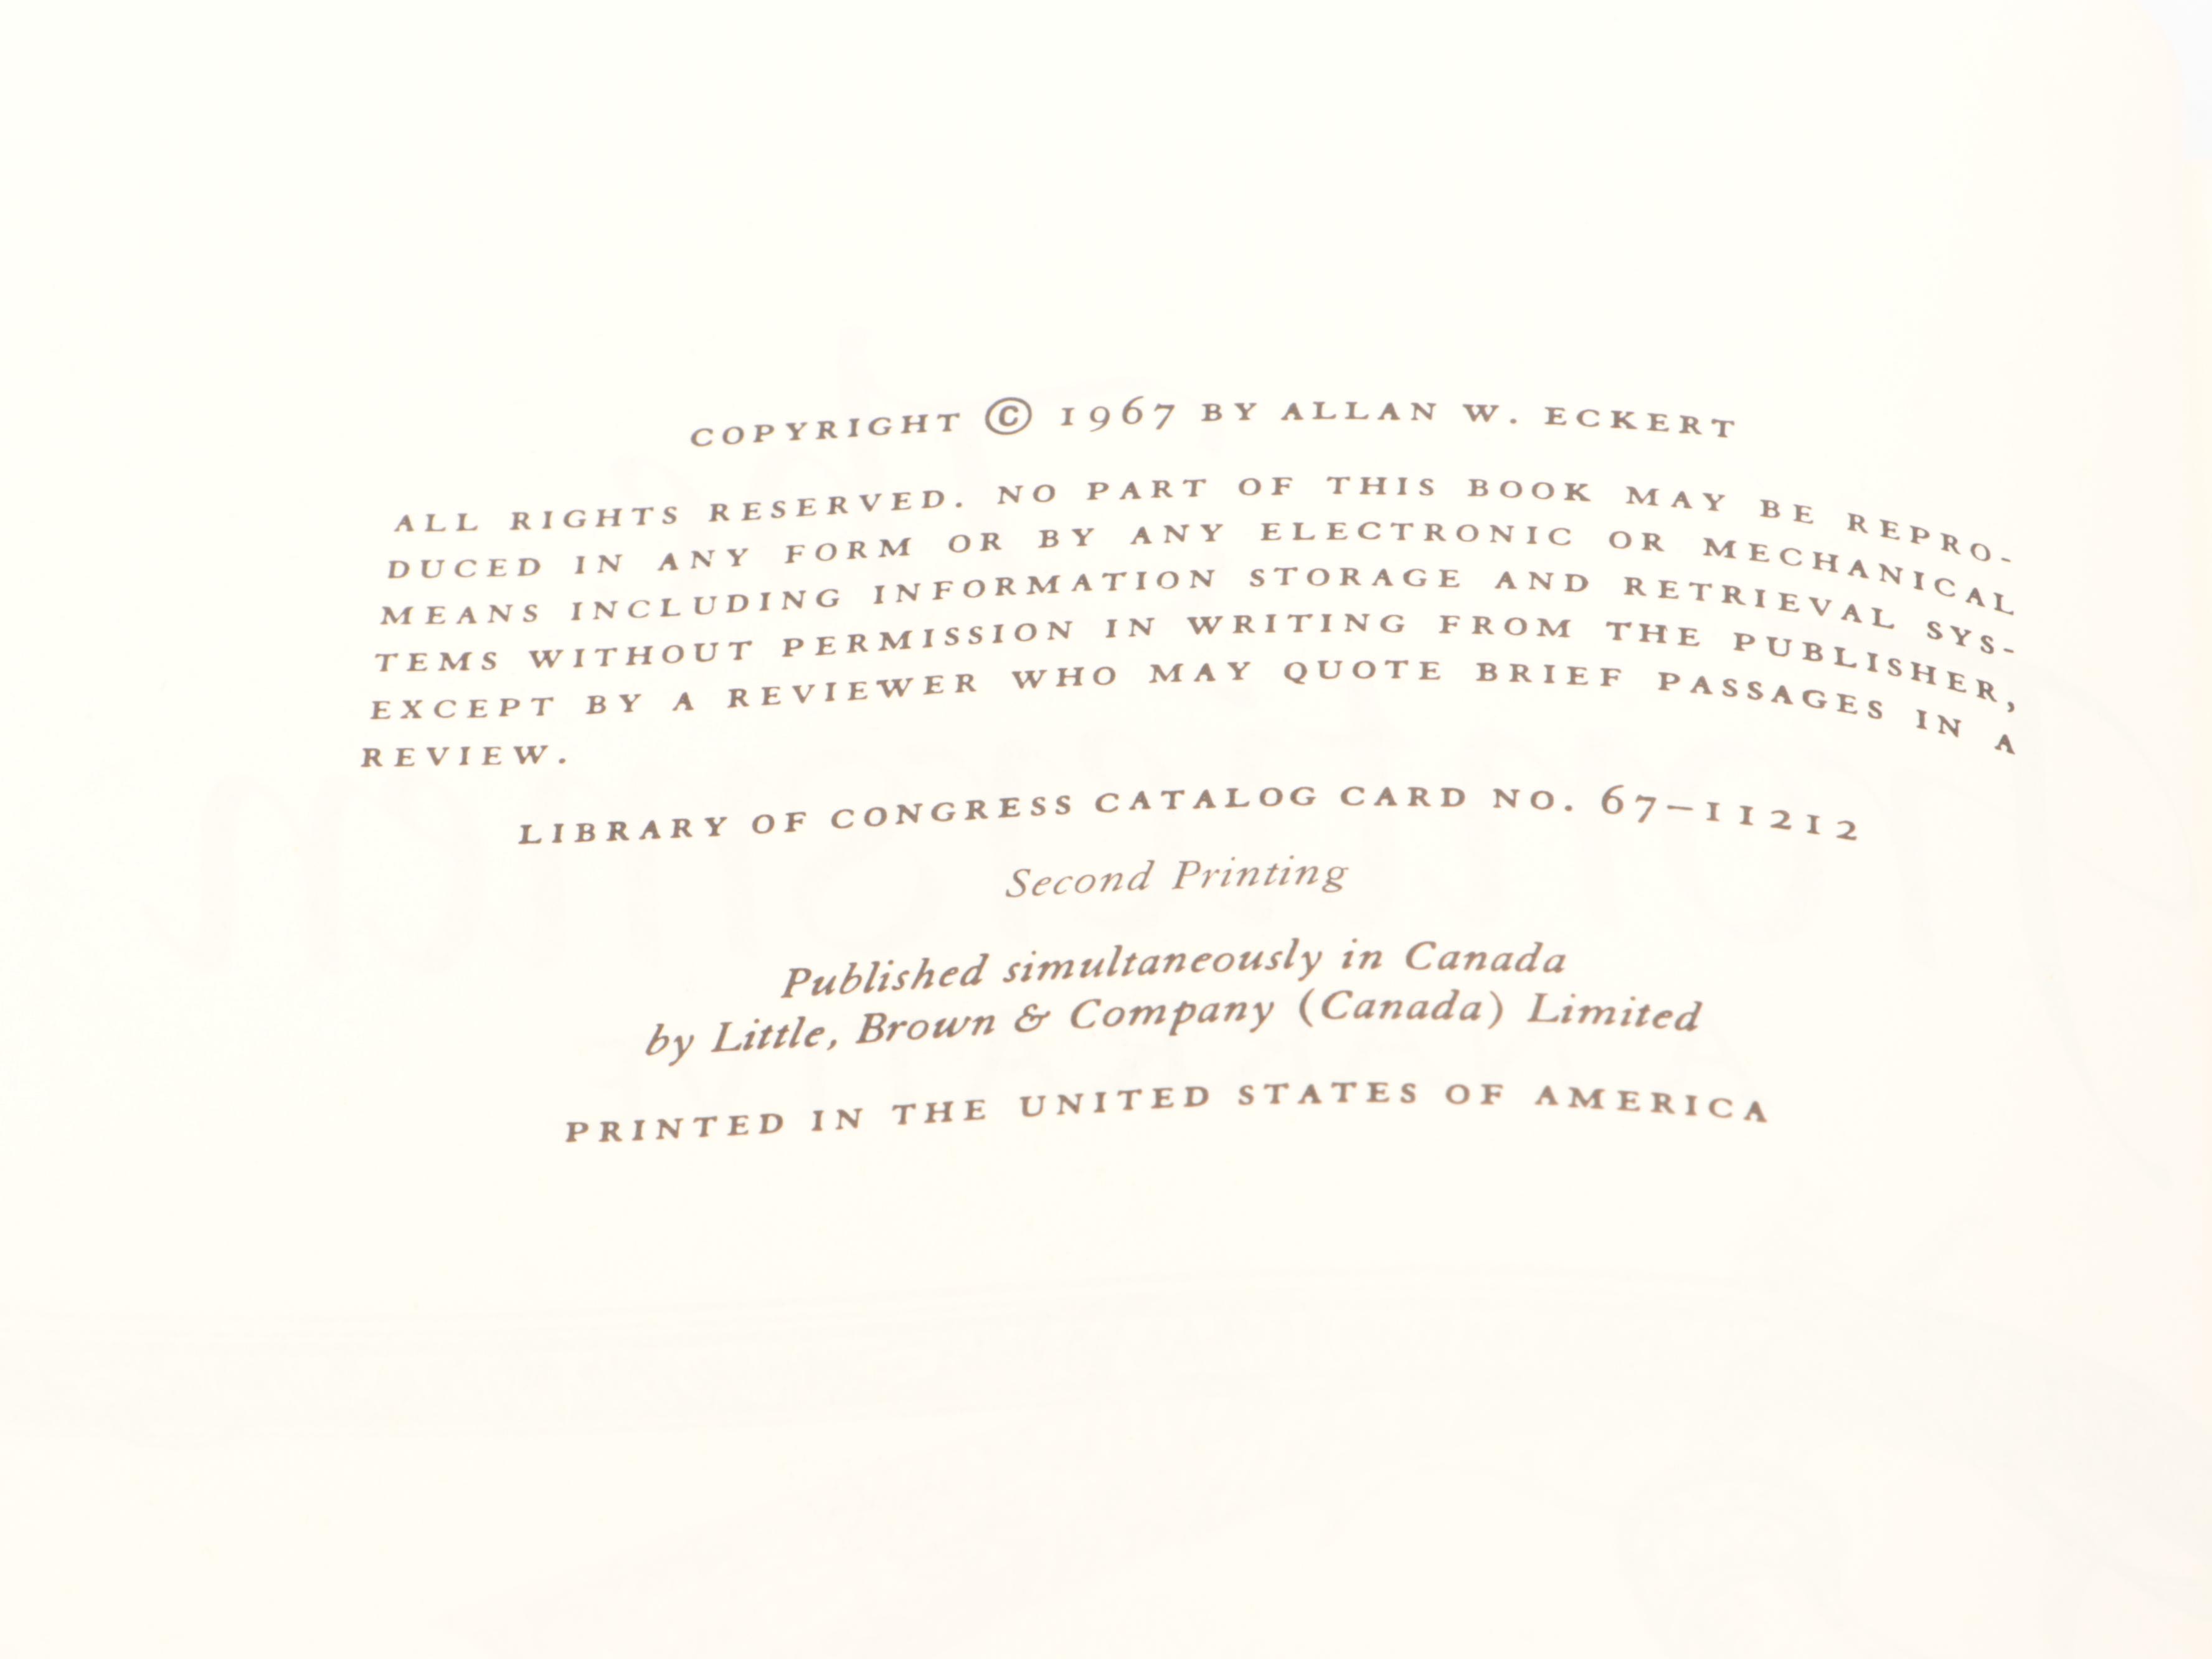 COPYRIGHT © 1967 BY ALLAN W. ECKERT
ALL RIGHTS RESERVED. NO PART OF THIS BOOK MAY BE REPRO-
DUCED IN ANY FORM OR BY ANY ELECTRONIC OR MECHANICAL
MEANS INCLUDING INFORMATION STORAGE AND RETRIEVAL SYS-
TEMS WITHOUT PERMISSION IN WRITING FROM THE PUBLISHER,
EXCEPT BY A REVIEWER WHO MAY QUOTE BRIEF PASSAGES IN A
REVIEW.
LIBRARY OF CONGRESS CATALOG CARD NO. 67-11212
Second Printing
Published simultaneously in Canada
by Little, Brown & Company (Canada) Limited
PRINTED IN THE UNITED STATES OF AMERICA